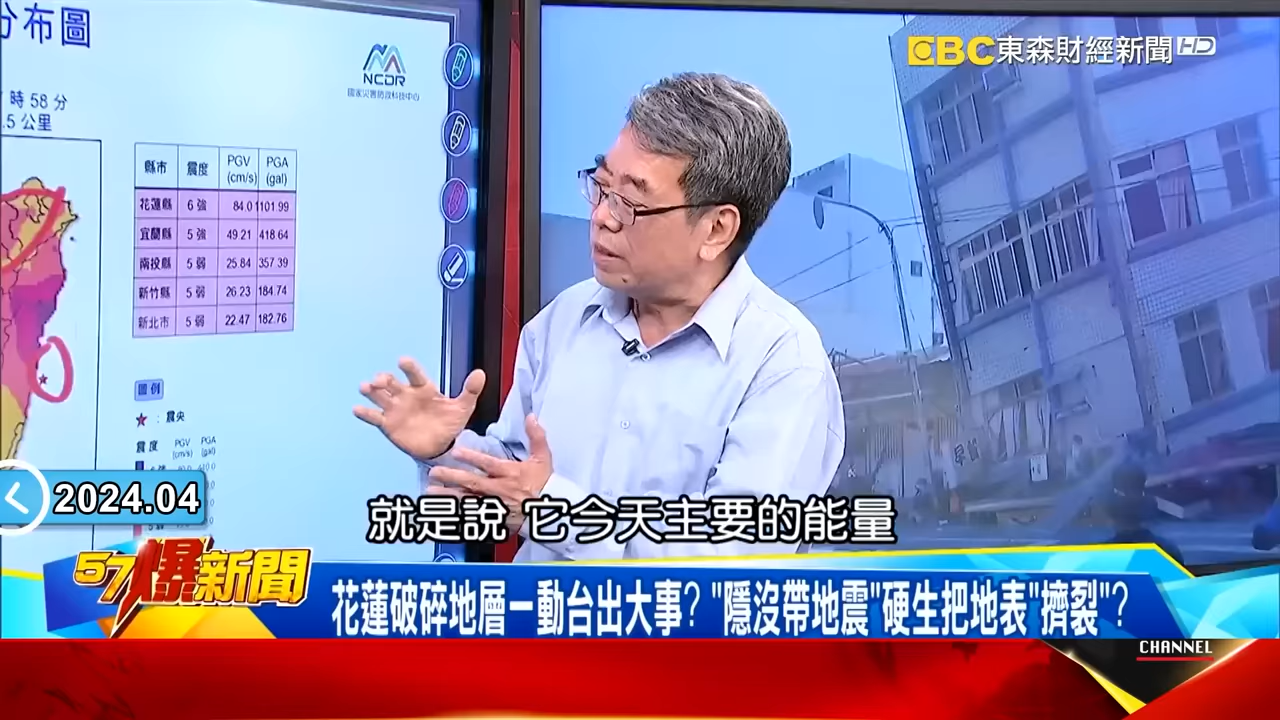 分布圖
時 58 分
.5 公里
NCDR
國家災害防救科技中心
EBC東森財經新聞HD
縣市 震度 PGV (cm/s) PGA (gal)
花蓮縣 6 強 84.0 1101.99
宜蘭縣 5 強 49.21 418.64
南投縣 5 弱 25.84 357.39
新竹縣 5 弱 26.23 184.74
新北市 5 弱 22.47 182.76
圖例
★ : 震央
震度 PGV (cm/s) PGA (gal)
2024.04
就是說 它今天主要的能量
57爆新聞
花蓮破碎地層一動台出大事? "隱沒帶地震"硬生把地表"擠裂"?
CHANNEL